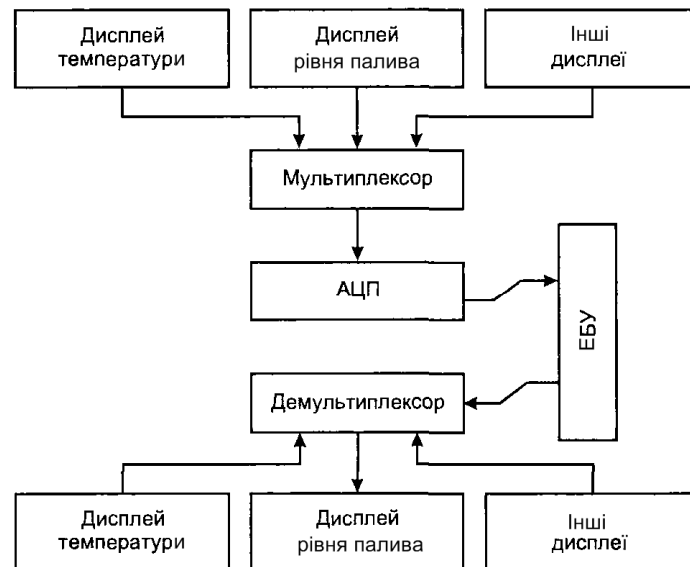 Дисплей
температури
Дисплей
рівня палива
Інші
дисплеї
Мультиплексор
АЦП
ЕБУ
Демультиплексор
Дисплей
температури
Дисплей
рівня палива
Інші
дисплеї